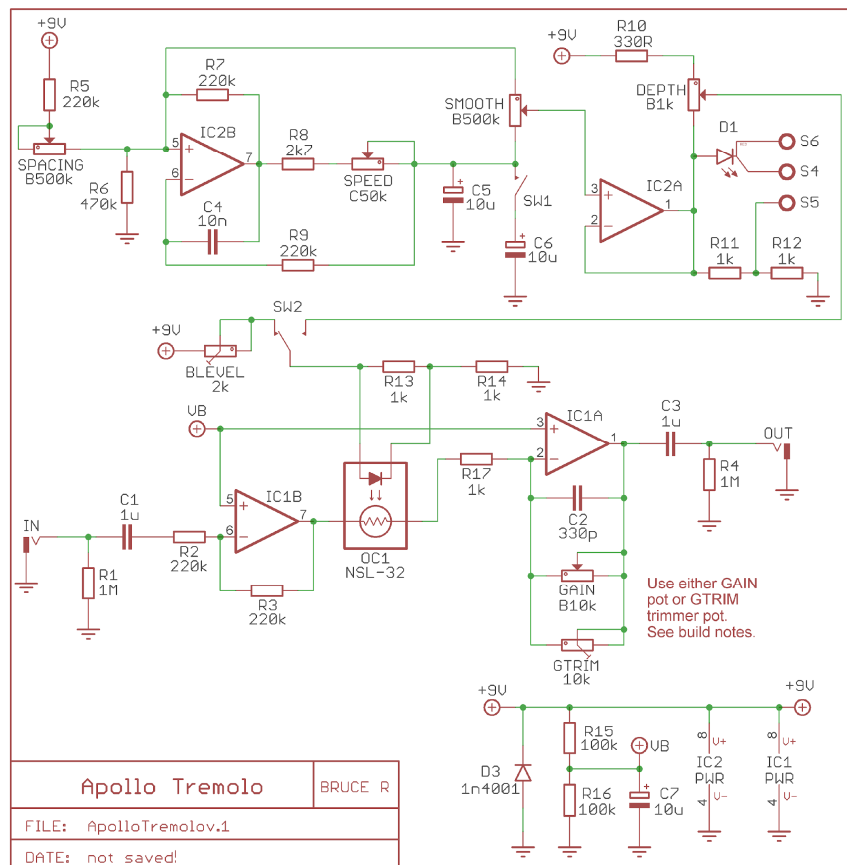 +9V
R5
220k
SPACING
B500k
R6
470k
R7
220k
5
6
7
+
−
IC2B
C4
10n
R8
2k7
SPEED
C50k
R9
220k
C5
10u
+
SMOOTH
B500k
SW1
C6
10u
+
+9V
R10
330R
DEPTH
B1k
D1
S6
S4
S5
3
2
1
+
−
IC2A
R11
1k
R12
1k
SW2
+9V
BLEVEL
2k
R13
1k
R14
1k
VB
IN
R1
1M
C1
1u
R2
220k
5
6
7
+
−
IC1B
R3
220k
OC1
NSL-32
R17
1k
3
2
1
+
−
IC1A
C2
330p
GAIN
B10k
GTRIM
10k
C3
1u
R4
1M
OUT
Use either GAIN
pot or GTRIM
trimmer pot.
See build notes.
+9V
+9V
D3
1n4001
R15
100k
R16
100k
VB
C7
10u
+
8
V+
IC2
PWR
4
V-
8
V+
IC1
PWR
4
V-
Apollo Tremolo
BRUCE R
FILE: ApolloTremolov.1
DATE: not saved!